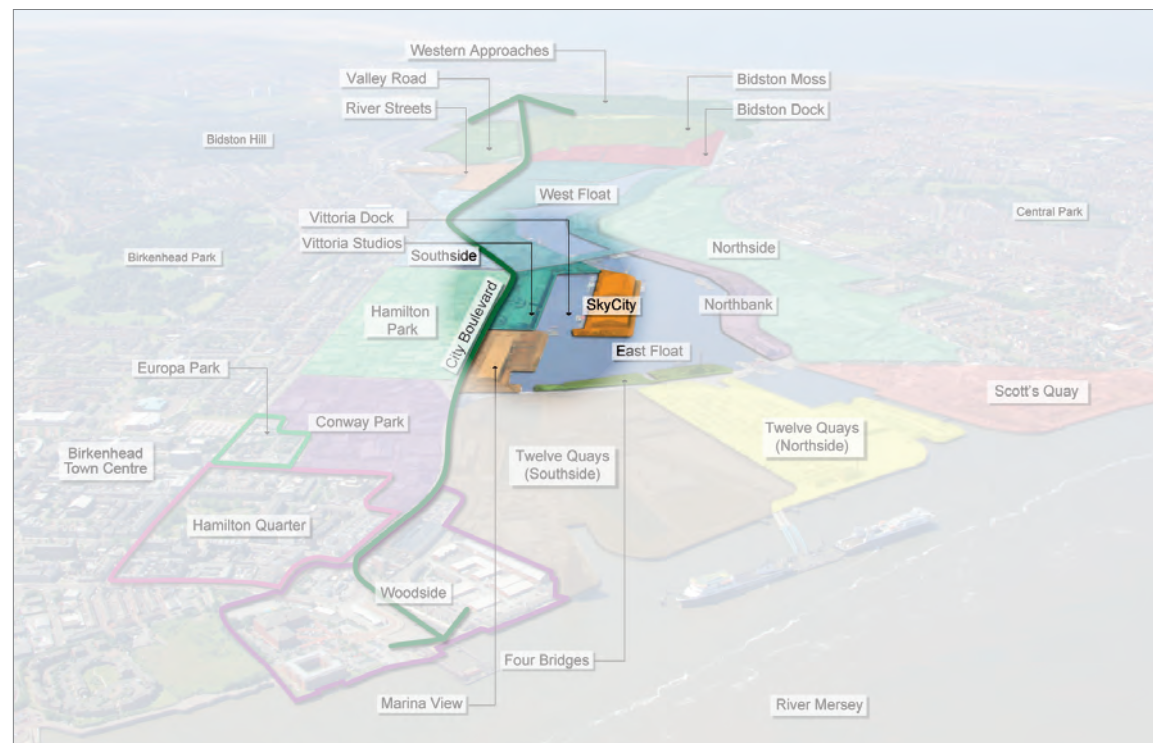 Western Approaches
Valley Road
Bidston Moss
River Streets
Bidston Dock
Bidston Hill
West Float
Vittoria Dock
Central Park
Vittoria Studios
Southside
Northside
Birkenhead Park
SkyCity
Northbank
Hamilton
Park
City Boulevard
East Float
Europa Park
Scott's Quay
Conway Park
Twelve Quays
(Northside)
Birkenhead
Town Centre
Twelve Quays
(Southside)
Hamilton Quarter
Woodside
Four Bridges
Marina View
River Mersey